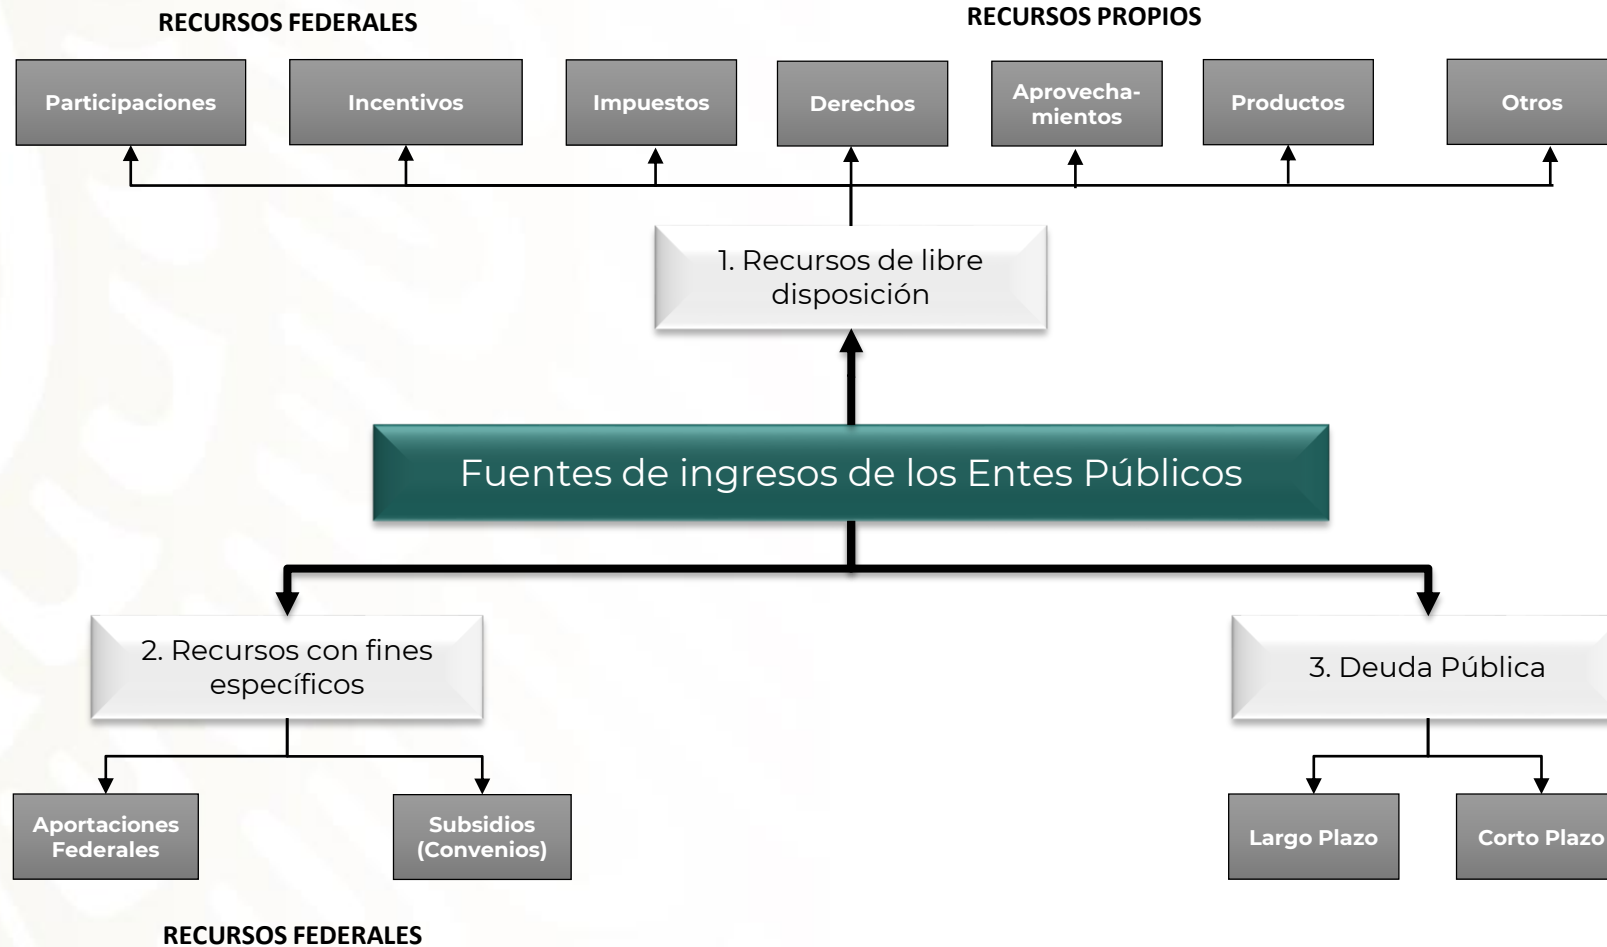 RECURSOS FEDERALES
RECURSOS PROPIOS
Participaciones
Incentivos
Impuestos
Derechos
Aprovecha-
mientos
Productos
Otros
1. Recursos de libre
disposición
Fuentes de ingresos de los Entes Públicos
2. Recursos con fines
específicos
3. Deuda Pública
Aportaciones
Federales
Subsidios
(Convenios)
Largo Plazo
Corto Plazo
RECURSOS FEDERALES